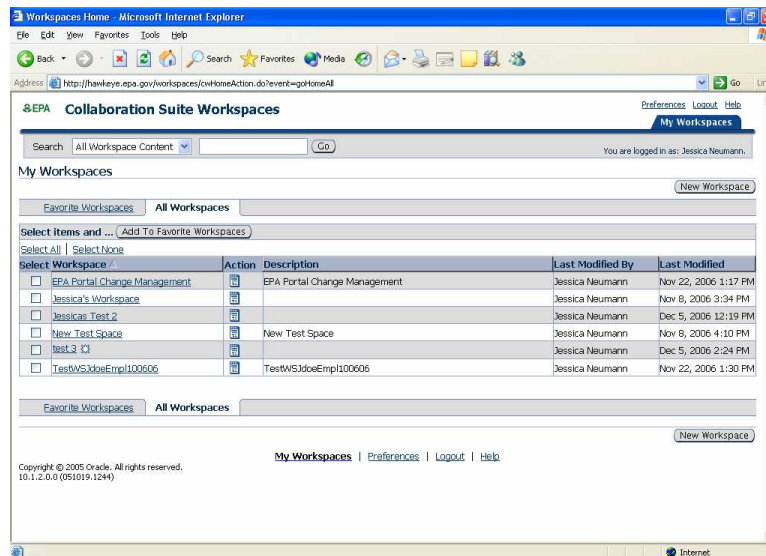 Workspaces Home - Microsoft Internet Explorer
File Edit View Favorites Tools Help
Back Search Favorites Media
Address http://hawkeye.epa.gov/workspaces/cwHomeAction.do?event=goHomeAll Go
EPA Collaboration Suite Workspaces Preferences Logout Help
My Workspaces
Search All Workspace Content Go You are logged in as: Jessica Neumann.
My Workspaces
New Workspace
Favorite Workspaces All Workspaces
Select items and ... Add To Favorite Workspaces
Select All | Select None
Select Workspace Action Description Last Modified By Last Modified
EPA Portal Change Management EPA Portal Change Management Jessica Neumann Nov 22, 2006 1:17 PM
Jessica's Workspace Jessica Neumann Nov 8, 2006 3:34 PM
Jessicas Test 2 Jessica Neumann Dec 5, 2006 12:19 PM
New Test Space New Test Space Jessica Neumann Nov 8, 2006 4:10 PM
test 3 Jessica Neumann Dec 5, 2006 2:24 PM
TestWSJdoeEmpl100606 TestWSJdoeEmpl100606 Jessica Neumann Nov 22, 2006 1:30 PM
Favorite Workspaces All Workspaces
New Workspace
My Workspaces | Preferences | Logout | Help
Copyright © 2005 Oracle. All rights reserved.
10.1.2.0.0 (051019.1244)
Internet